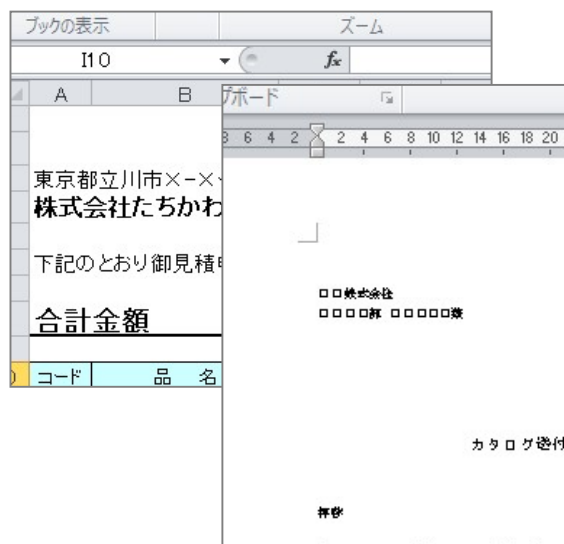 ブックの表示 ズーム
I10 fx
A B
東京都立川市×-×
株式会社たちかわ
下記のとおり御見積
合計金額
コード 品 名
プボード
8 6 4 2 2 4 6 8 10 12 14 16 18 20
□□株式会社
□□□□部 □□□□□様
カタログ送付
拝啓